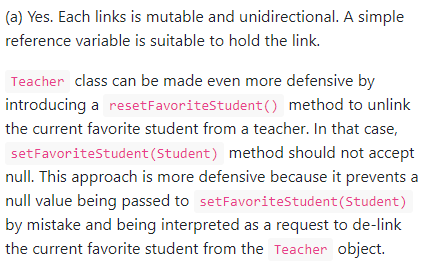 (a) Yes. Each links is mutable and unidirectional. A simple
reference variable is suitable to hold the link.
Teacher class can be made even more defensive by
introducing a resetFavoriteStudent() method to unlink
the current favorite student from a teacher. In that case,
setFavoriteStudent(Student) method should not accept
null. This approach is more defensive because it prevents a
null value being passed to setFavoriteStudent(Student)
by mistake and being interpreted as a request to de-link
the current favorite student from the Teacher object.